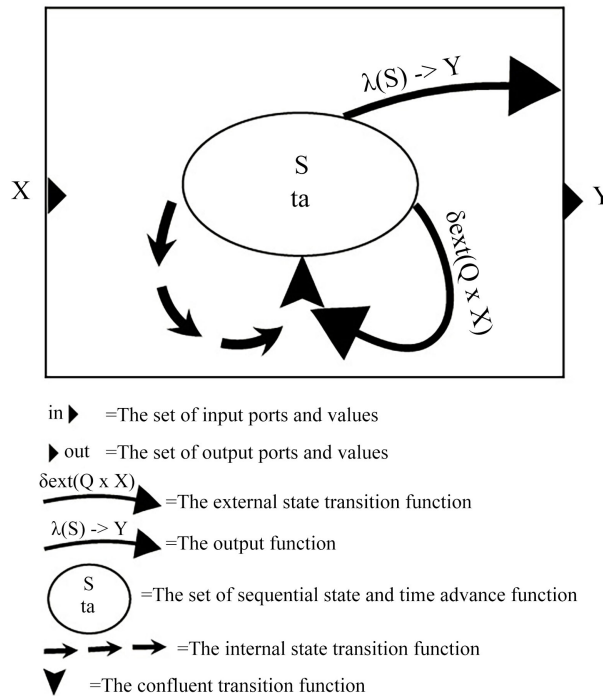 λ(S) -> Y
S
ta
X
Y
δext(Q x X)
in =The set of input ports and values
out =The set of output ports and values
δext(Q x X)
=The external state transition function
λ(S) -> Y
=The output function
S
ta
=The set of sequential state and time advance function
=The internal state transition function
=The confluent transition function